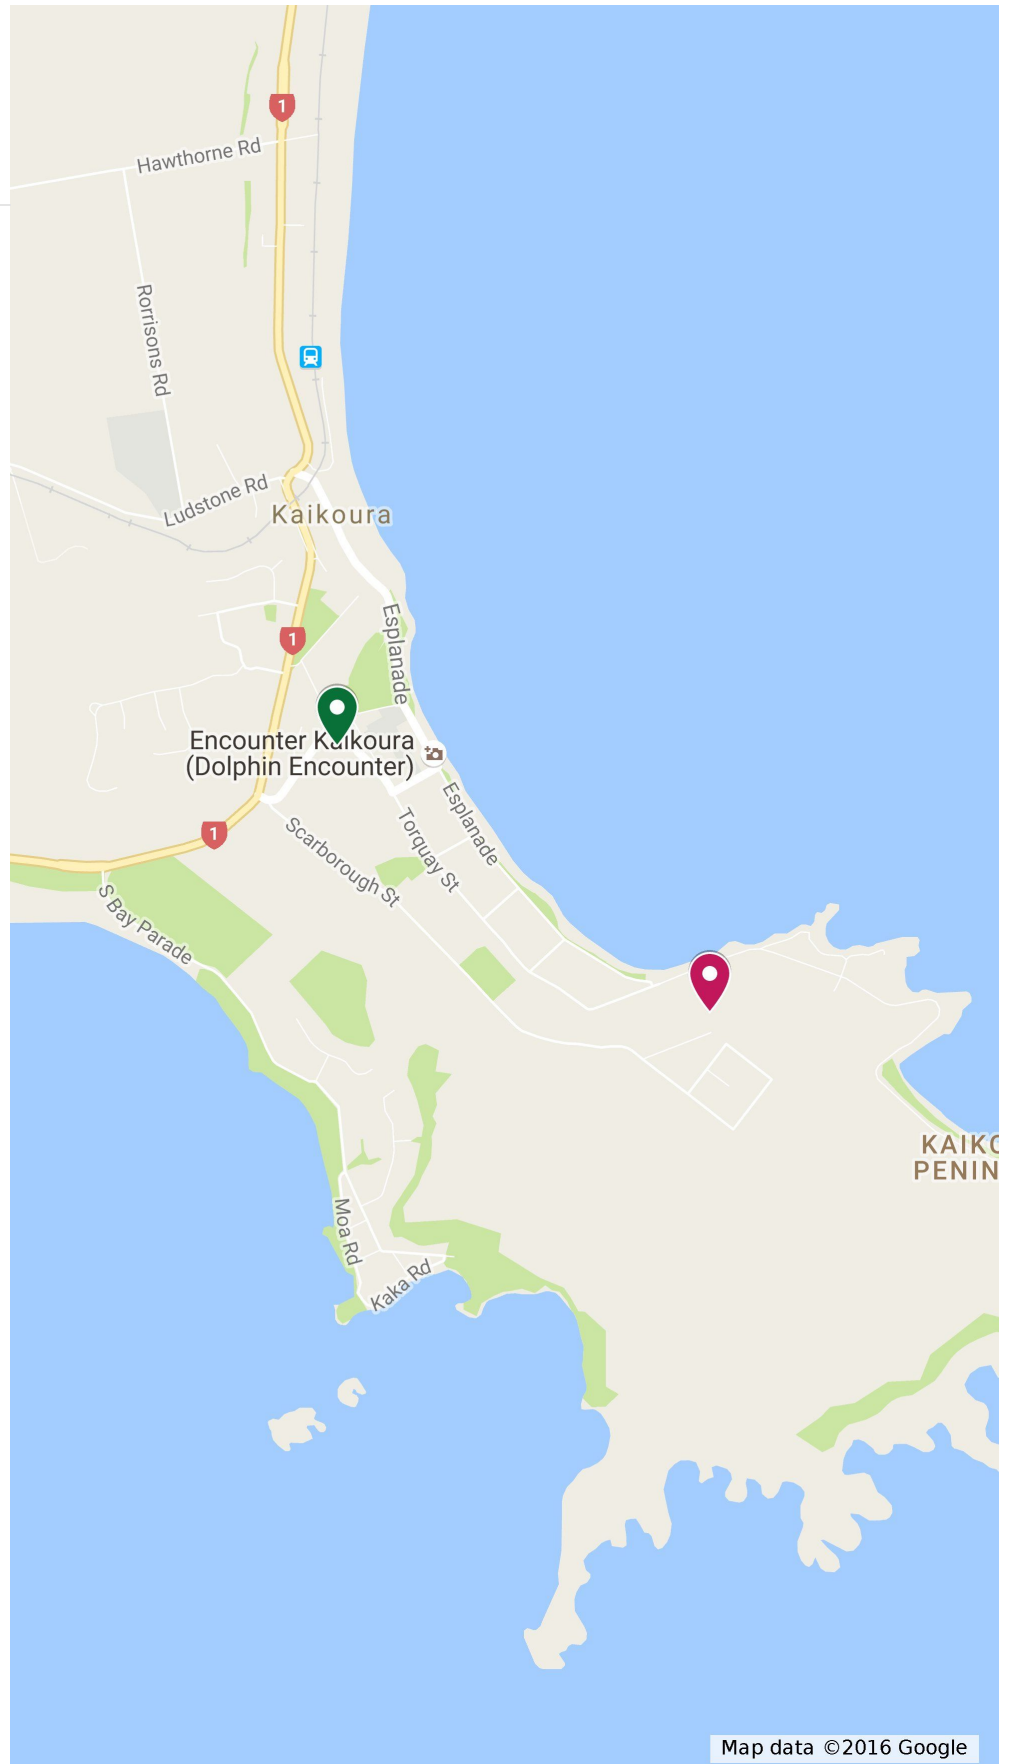 1
Hawthorne Rd
Rorrisons Rd
Ludstone Rd
Kaikoura
Esplanade
1
Encounter Kaikoura
(Dolphin Encounter)
Esplanade
Torquay St
1
Scarborough St
S Bay Parade
KAIKO
PENIN
Moa Rd
Kaka Rd
Map data ©2016 Google